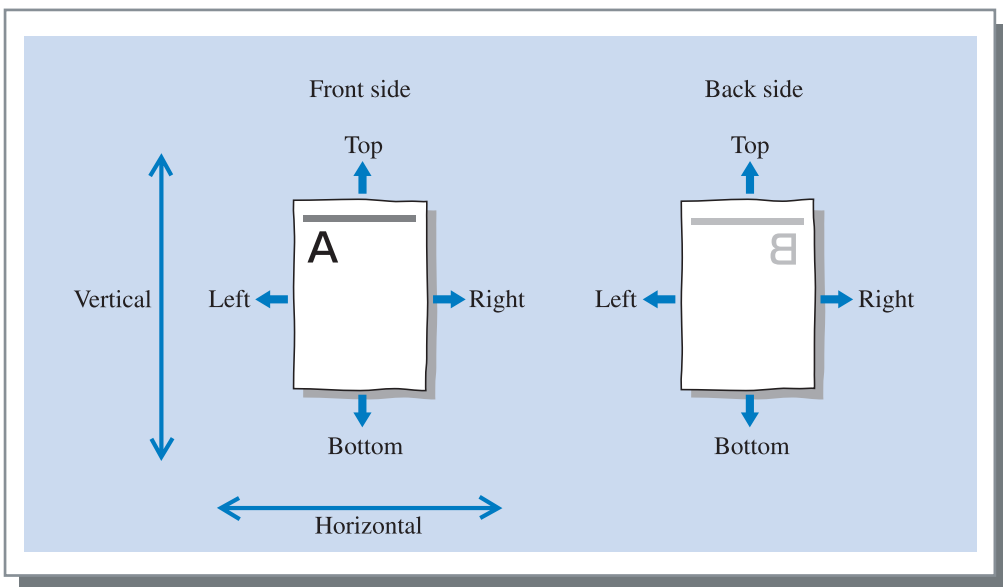 Front side
Back side
Top
Top
A
B
Vertical
Left
Right
Left
Right
Bottom
Bottom
Horizontal